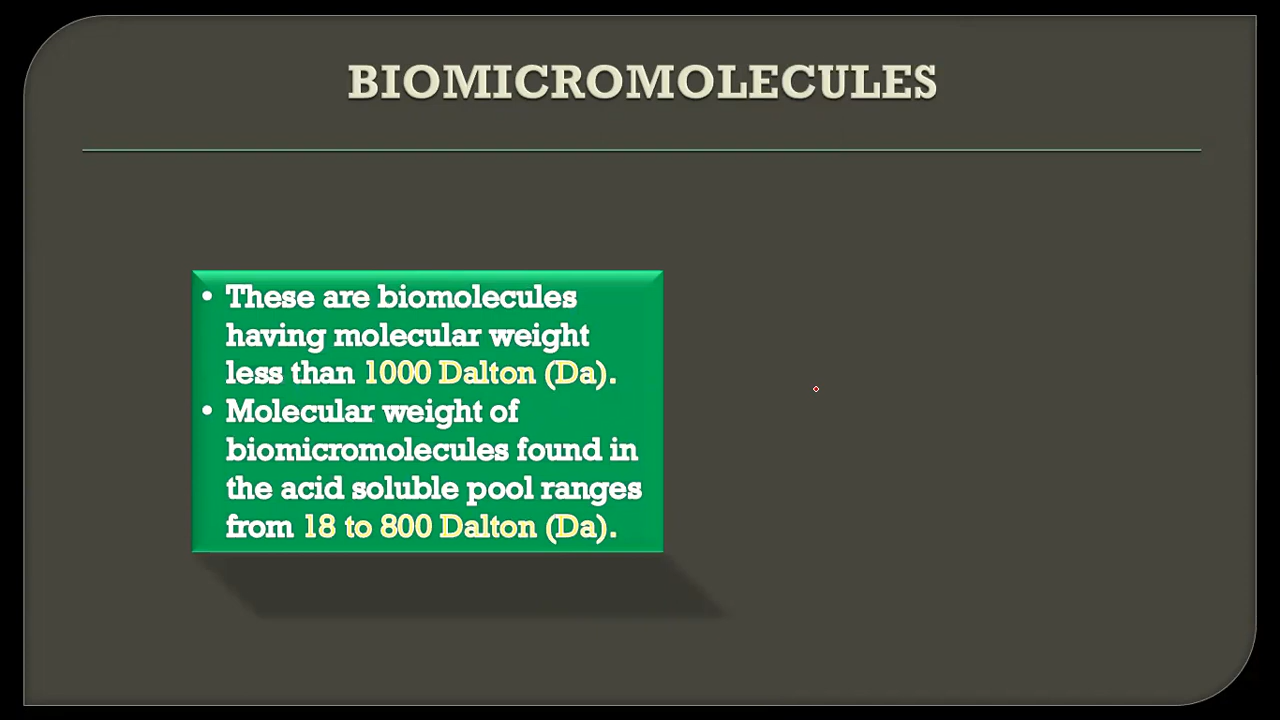 BIOMICROMOLECULES
• These are biomolecules
having molecular weight
less than 1000 Dalton (Da).
• Molecular weight of
biomicromolecules found in
the acid soluble pool ranges
from 18 to 800 Dalton (Da).